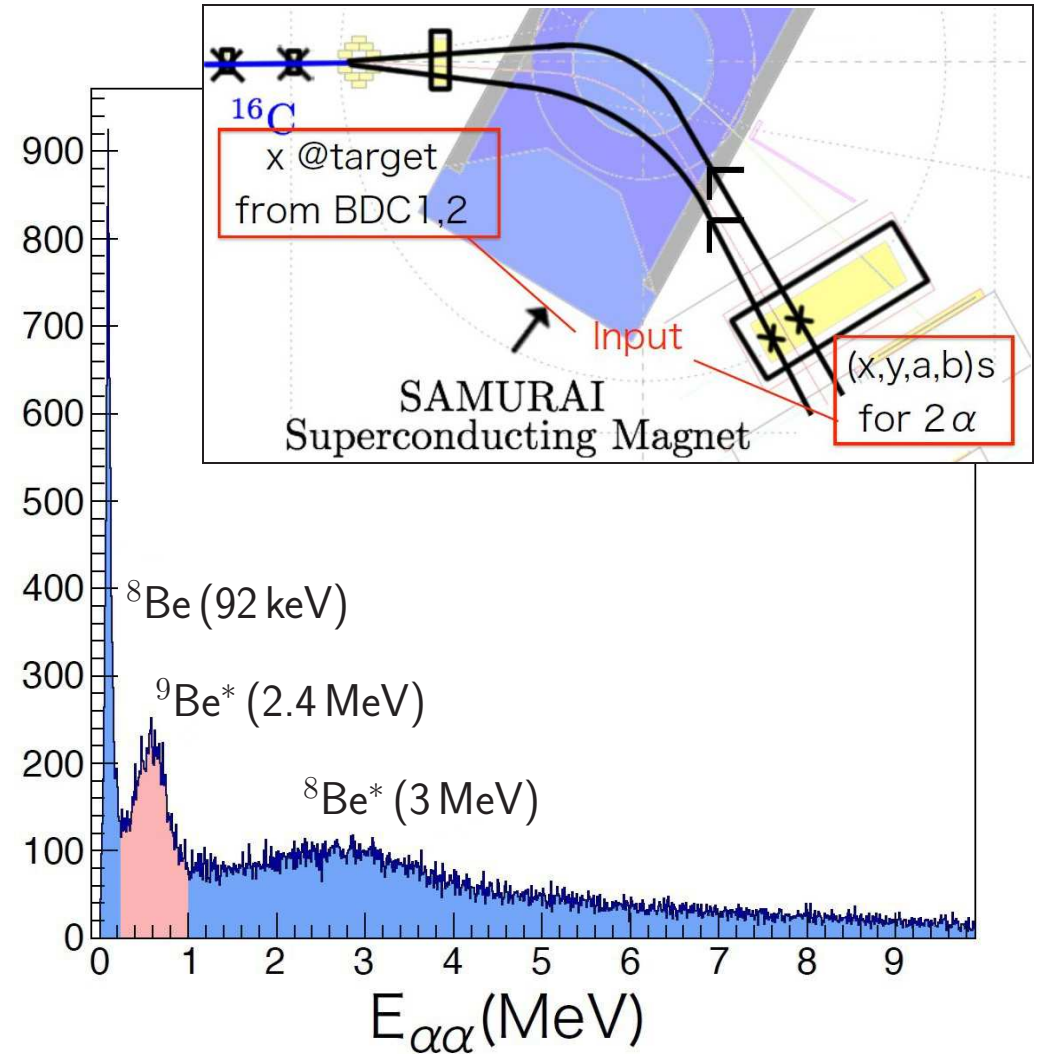 ¹⁶C
x @target
from BDC1,2
Input
(x,y,a,b)s
for 2α
SAMURAI
Superconducting Magnet
900
800
700
600
500
400
300
200
100
0
⁸Be (92 keV)
⁹Be* (2.4 MeV)
⁸Be* (3 MeV)
0 1 2 3 4 5 6 7 8 9
E_αα(MeV)